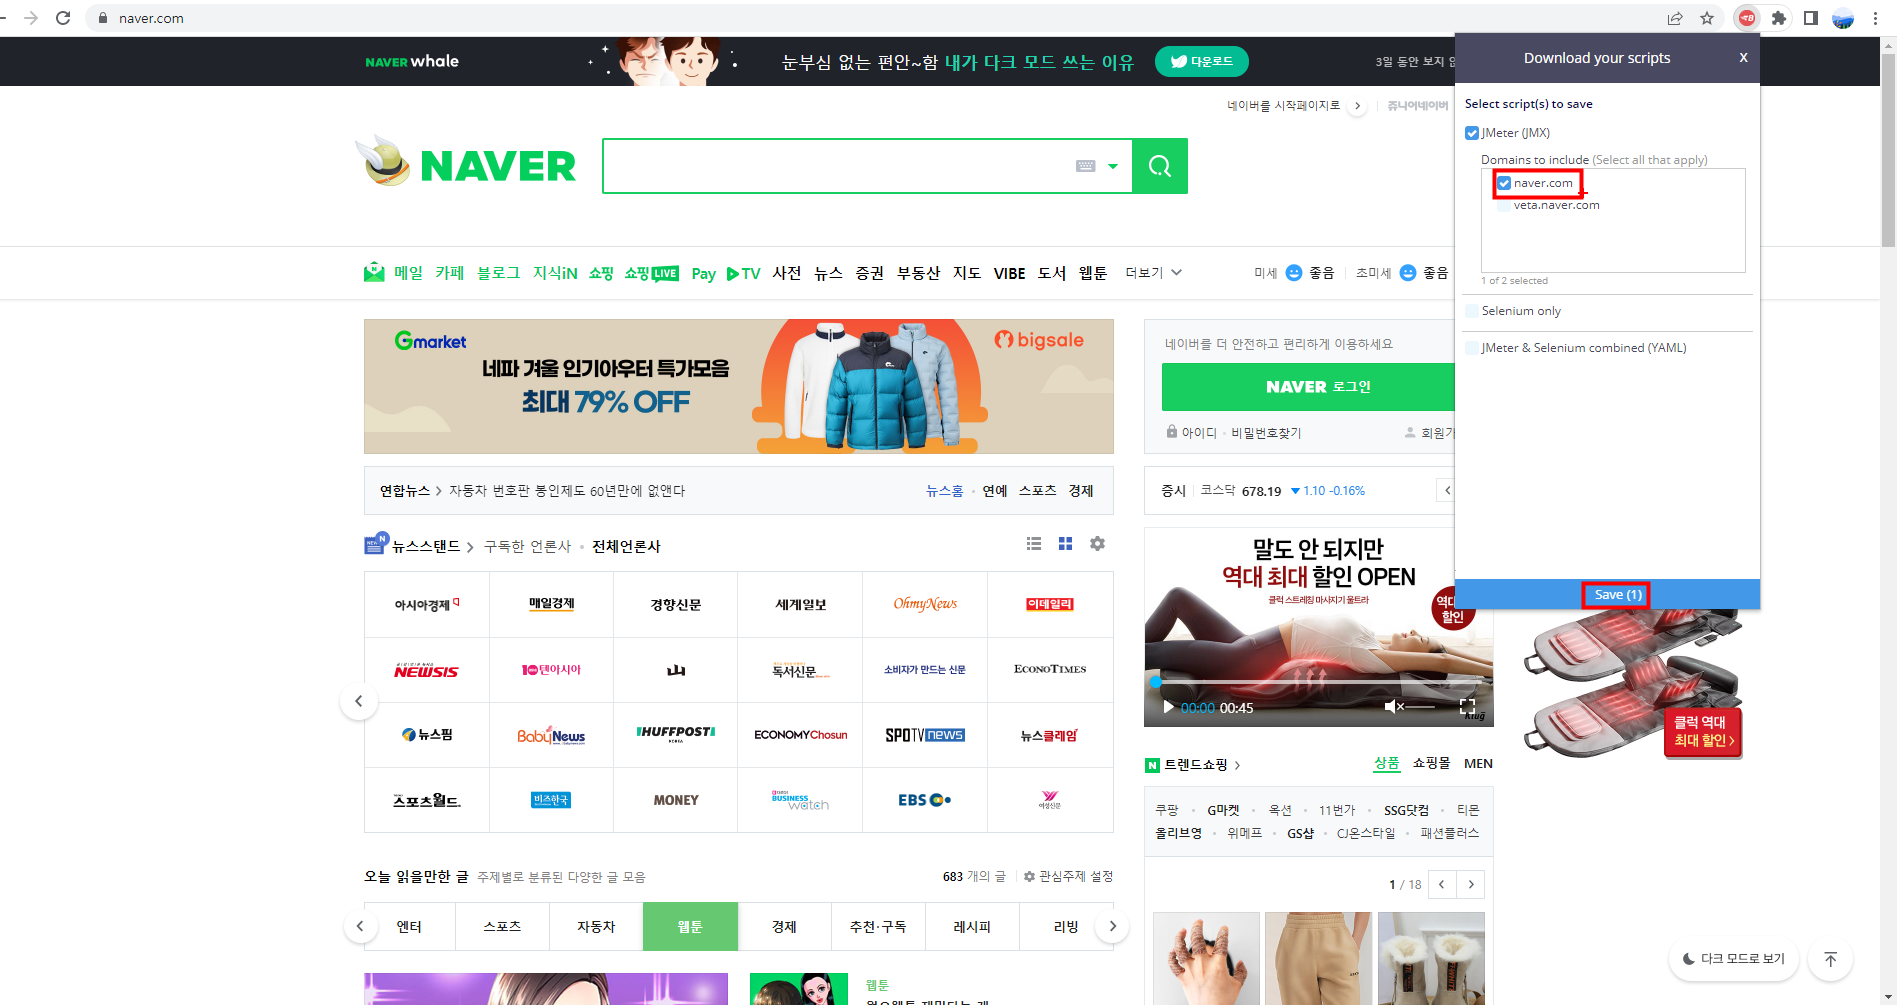 naver.com
NAVER whale
눈부심 없는 편안~함 내가 다크 모드 쓰는 이유
다운로드
3일 동안 보지 않
네이버를 시작페이지로
쥬니어네이버
NAVER
메일 카페 블로그 지식iN 쇼핑 쇼핑LIVE Pay TV 사전 뉴스 증권 부동산 지도 VIBE 도서 웹툰 더보기
미세 좋음 초미세 좋음
Download your scripts X
Select script(s) to save
JMeter (JMX)
Domains to include (Select all that apply)
naver.com
veta.naver.com
1 of 2 selected
Selenium only
JMeter & Selenium combined (YAML)
Save (1)
Gmarket
bigsale
네파 겨울 인기아우터 특가모음
최대 79% OFF
네이버를 더 안전하고 편리하게 이용하세요
NAVER 로그인
아이디 · 비밀번호찾기
회원가
연합뉴스 > 자동차 번호판 봉인제도 60년만에 없앤다
뉴스홈 · 연예 스포츠 경제
증시 코스닥 678.19 ▼ 1.10 -0.16%
NEW N
뉴스스탠드 > 구독한 언론사 · 전체언론사
아시아경제 매일경제 경향신문 세계일보 OhmyNews 이데일리
NEWSIS 10 텐아시아 독서신문 소비자가 만드는 신문 ECONOTIMES
뉴스핌 BabyNews HUFFPOST KOREA ECONOMYChosun SPOTV news 뉴스클레임
스포츠월드. 비즈한국 MONEY BUSINESS watch EBS 여성신문
말도 안 되지만
역대 최대 할인 OPEN
클럭 스트레칭 마사지기 울트라
역대
할인
00:00 00:45
Klug
클럭 역대
최대 할인 >
N 트렌드쇼핑 >
상품 쇼핑몰 MEN
쿠팡 · G마켓 · 옥션 · 11번가 · SSG닷컴 · 티몬
올리브영 · 위메프 · GS샵 · CJ온스타일 · 패션플러스
1 / 18
오늘 읽을만한 글 주제별로 분류된 다양한 글 모음
683 개의 글 관심주제 설정
엔터 스포츠 자동차 웹툰 경제 추천·구독 레시피 리빙
웹툰
다크 모드로 보기